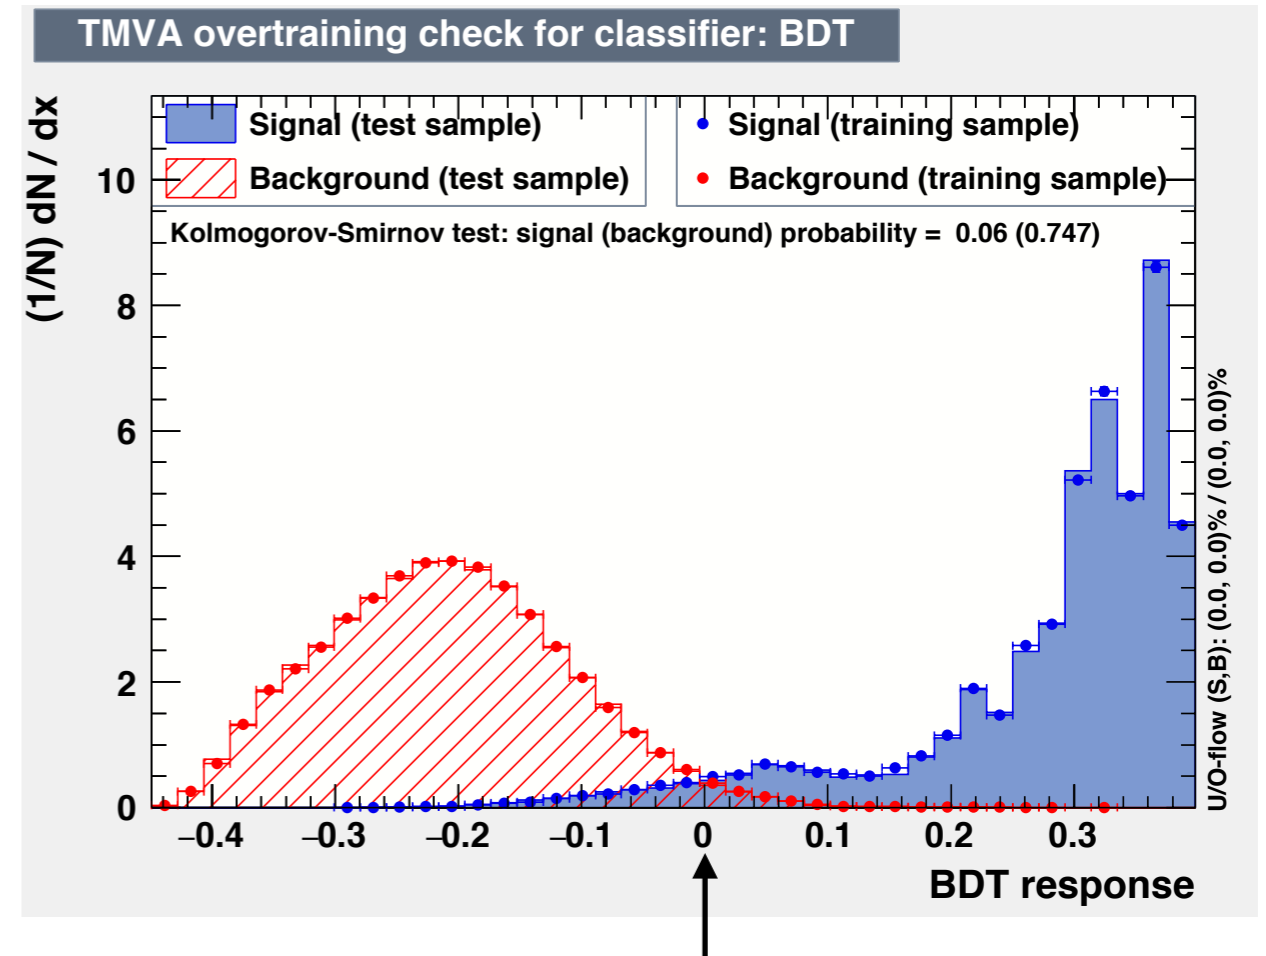 TMVA overtraining check for classifier: BDT
(1/N) dN / dx
Signal (test sample)
Background (test sample)
Signal (training sample)
Background (training sample)
Kolmogorov-Smirnov test: signal (background) probability = 0.06 (0.747)
10
8
6
4
2
0
−0.4 −0.3 −0.2 −0.1 0 0.1 0.2 0.3
BDT response
U/O-flow (S,B): (0.0, 0.0)% / (0.0, 0.0)%